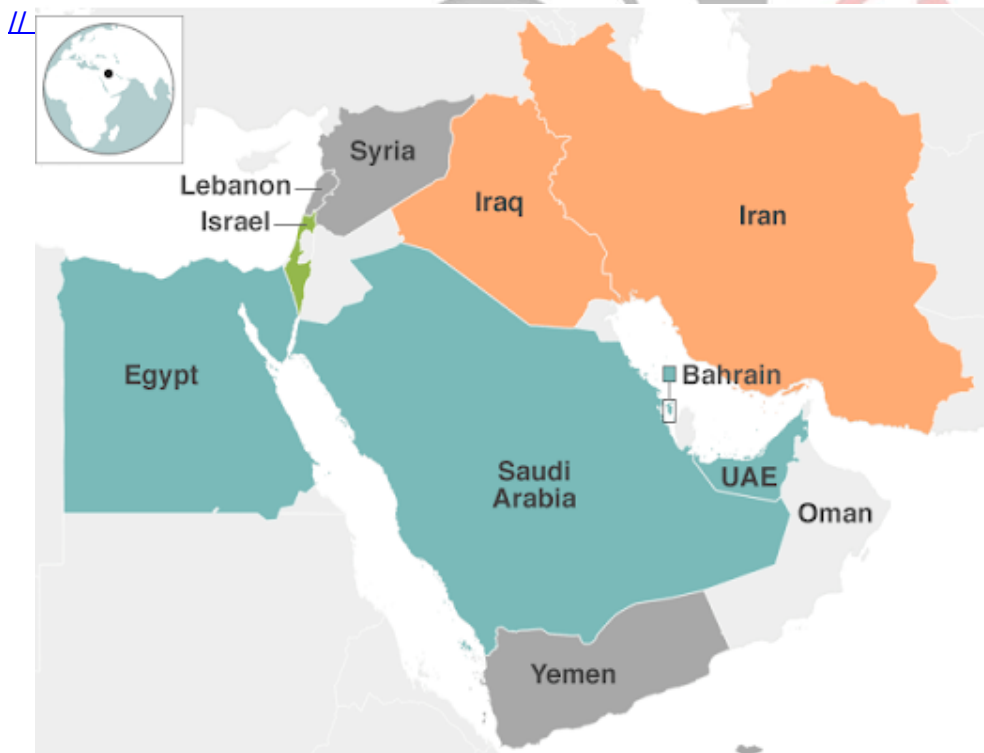 //
Syria
Lebanon
Israel
Iraq
Iran
Egypt
Bahrain
Saudi
Arabia
UAE
Oman
Yemen